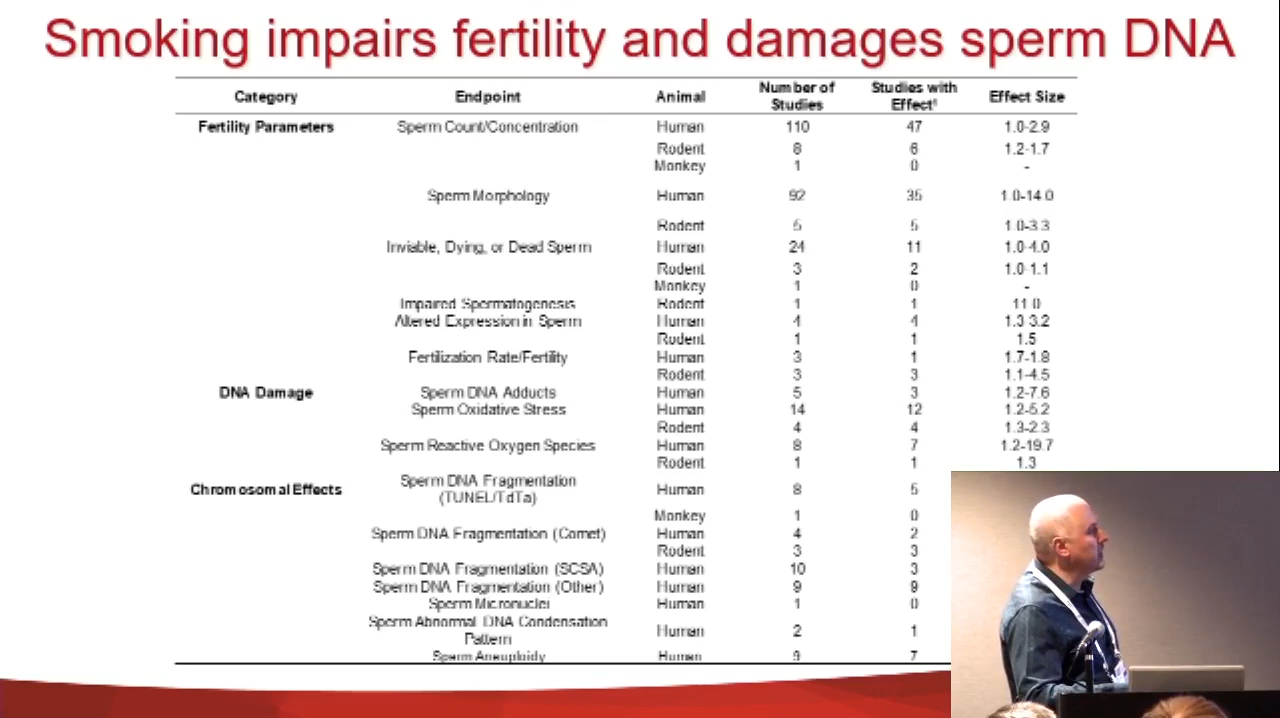 Smoking impairs fertility and damages sperm DNA
Category Endpoint Animal Number of Studies Studies with Effect¹ Effect Size
Fertility Parameters Sperm Count/Concentration Human 110 47 1.0-2.9
Rodent 8 6 1.2-1.7
Monkey 1 0 -
Sperm Morphology Human 92 35 1.0-14.0
Rodent 5 5 1.0-3.3
Inviable, Dying, or Dead Sperm Human 24 11 1.0-4.0
Rodent 3 2 1.0-1.1
Monkey 1 0 -
Impaired Spermatogenesis Rodent 1 1 11.0
Altered Expression in Sperm Human 4 4 1.3-3.2
Rodent 1 1 1.5
Fertilization Rate/Fertility Human 3 1 1.7-1.8
Rodent 3 3 1.1-4.5
DNA Damage Sperm DNA Adducts Human 5 3 1.2-7.6
Sperm Oxidative Stress Human 14 12 1.2-5.2
Rodent 4 4 1.3-2.3
Sperm Reactive Oxygen Species Human 8 7 1.2-19.7
Rodent 1 1 1.3
Chromosomal Effects Sperm DNA Fragmentation (TUNEL/TdTa) Human 8 5
Monkey 1 0
Sperm DNA Fragmentation (Comet) Human 4 2
Rodent 3 3
Sperm DNA Fragmentation (SCSA) Human 10 3
Sperm DNA Fragmentation (Other) Human 9 9
Sperm Micronuclei Human 1 0
Sperm Abnormal DNA Condensation Pattern Human 2 1
Sperm Aneuploidy Human 9 7